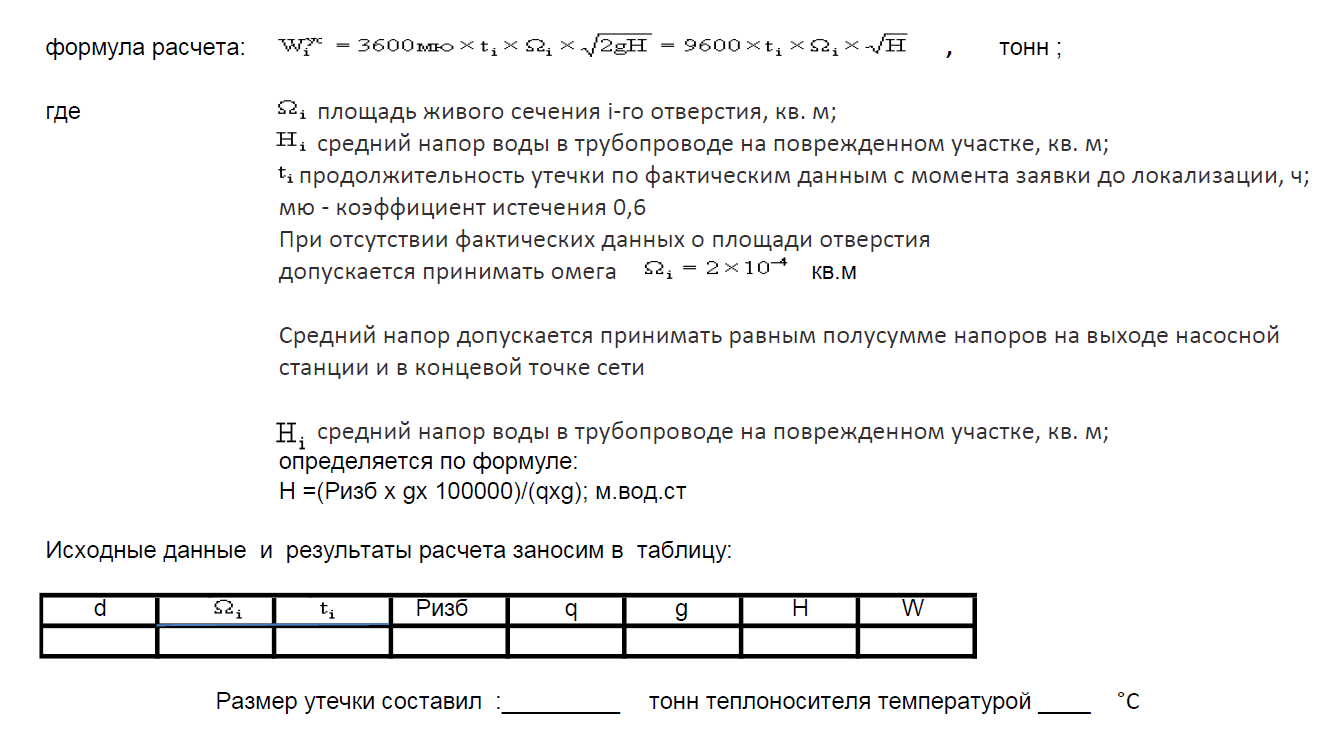 формула расчета: Wᵢʸᶜ = 3600мю × tᵢ × Ωᵢ × √2gH = 9600 × tᵢ × Ωᵢ × √H , тонн ;
где Ωᵢ площадь живого сечения i-го отверстия, кв. м;
Hᵢ средний напор воды в трубопроводе на поврежденном участке, кв. м;
tᵢ продолжительность утечки по фактическим данным с момента заявки до локализации, ч;
мю - коэффициент истечения 0,6
При отсутствии фактических данных о площади отверстия
допускается принимать омега Ωᵢ = 2 × 10⁻⁴ кв.м
Средний напор допускается принимать равным полусумме напоров на выходе насосной
станции и в концевой точке сети
Hᵢ средний напор воды в трубопроводе на поврежденном участке, кв. м;
определяется по формуле:
H =(Ризб х gх 100000)/(qxg); м.вод.ст
Исходные данные и результаты расчета заносим в таблицу:
d Ωᵢ tᵢ Ризб q g H W
Размер утечки составил :_________ тонн теплоносителя температурой ____ °С